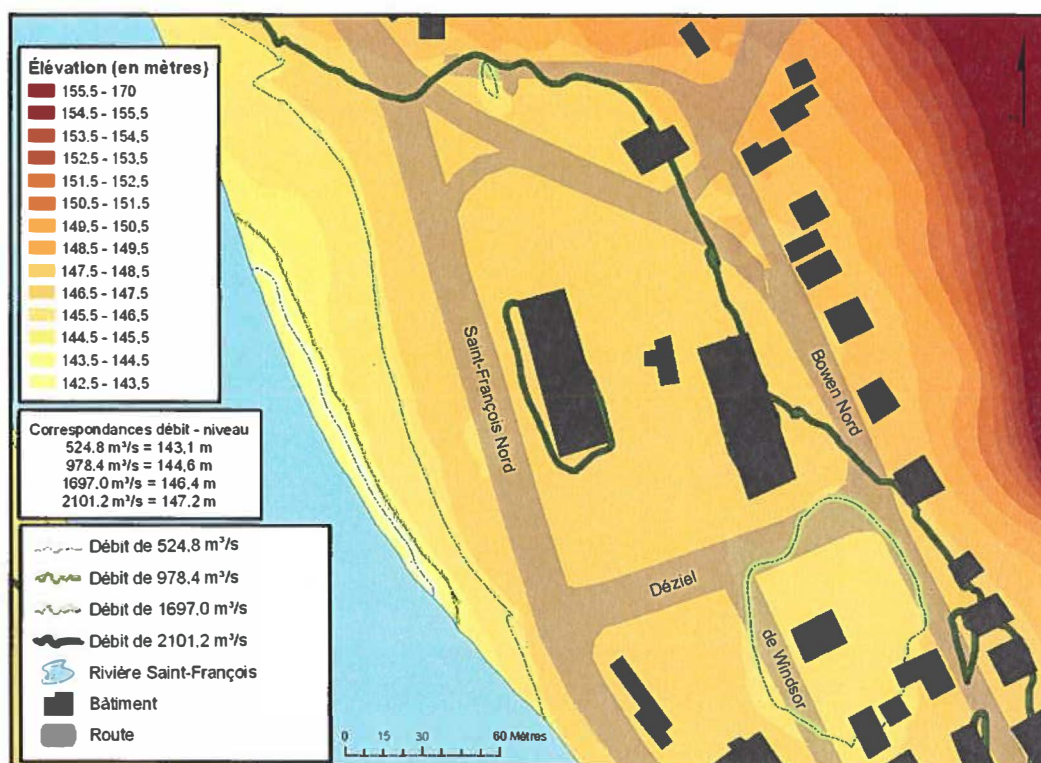 Élévation (en mètres)
155.5 - 170
154.5 - 155.5
153.5 - 154.5
152.5 - 153.5
151.5 - 152.5
150.5 - 151.5
149.5 - 150.5
148.5 - 149.5
147.5 - 148.5
146.5 - 147.5
145.5 - 146.5
144.5 - 145.5
143.5 - 144.5
142.5 - 143.5
Correspondances débit - niveau
524.8 m³/s = 143.1 m
978.4 m³/s = 144.6 m
1697.0 m³/s = 146.4 m
2101.2 m³/s = 147.2 m
Débit de 524.8 m³/s
Débit de 978.4 m³/s
Débit de 1697.0 m³/s
Débit de 2101.2 m³/s
Rivière Saint-François
Bâtiment
Route
Saint-François Nord
Bowen Nord
Déziel
de Windsor
0 15 30 60 Mètres